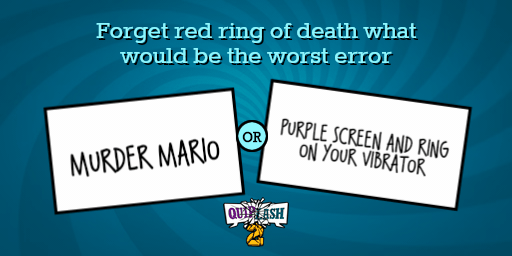 Forget red ring of death what
would be the worst error
MURDER MARIO
OR
PURPLE SCREEN AND RING
ON YOUR VIBRATOR
QUIPLASH
2